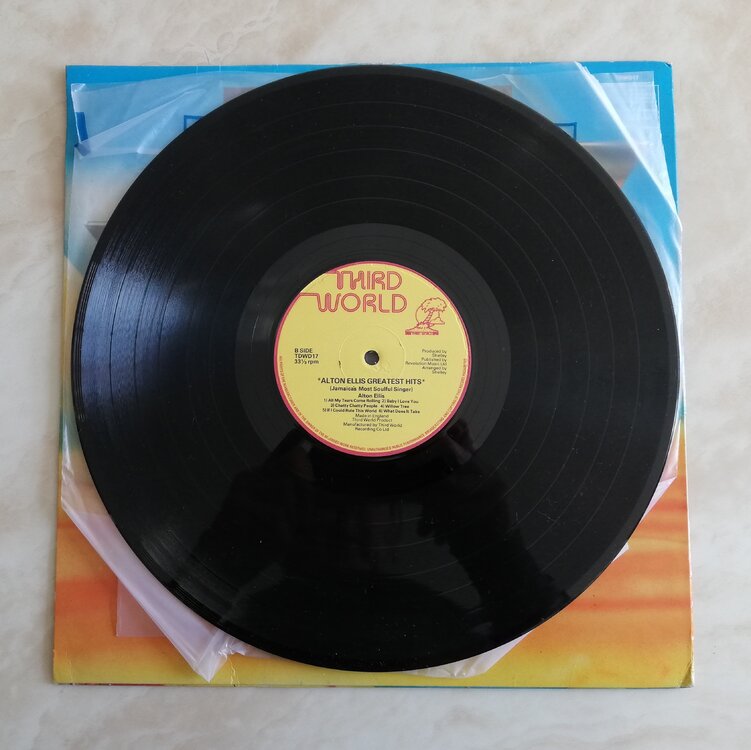 THIRD
WORLD
B SIDE
TDWD17
33⅓ rpm
Produced by
Shelley
Published by
Revolution Music Ltd
Arranged by
Shelley
"ALTON ELLIS GREATEST HITS"
(Jamaica's Most Soulful Singer)
Alton Ellis
1) All My Tears Come Rolling 2) Baby I Love You
3) Chatty Chatty People 4) Willow Tree
5) If I Could Rule This World 6) What Does It Take
Made in England
Third World Product
Manufactured by Third World
Recording Co Ltd